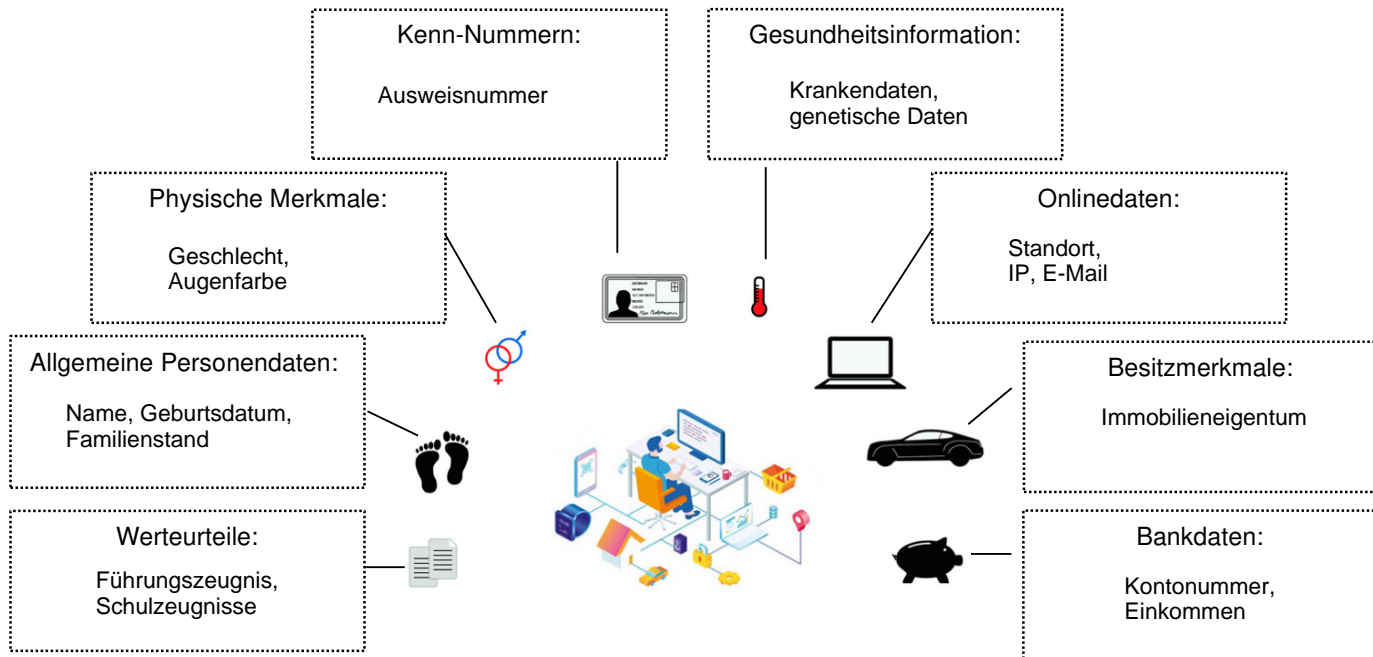 Kenn-Nummern:
Ausweisnummer
Gesundheitsinformation:
Krankendaten,
genetische Daten
Physische Merkmale:
Geschlecht,
Augenfarbe
Onlinedaten:
Standort,
IP, E-Mail
Allgemeine Personendaten:
Name, Geburtsdatum,
Familienstand
Besitzmerkmale:
Immobilieneigentum
Werteurteile:
Führungszeugnis,
Schulzeugnisse
Bankdaten:
Kontonummer,
Einkommen